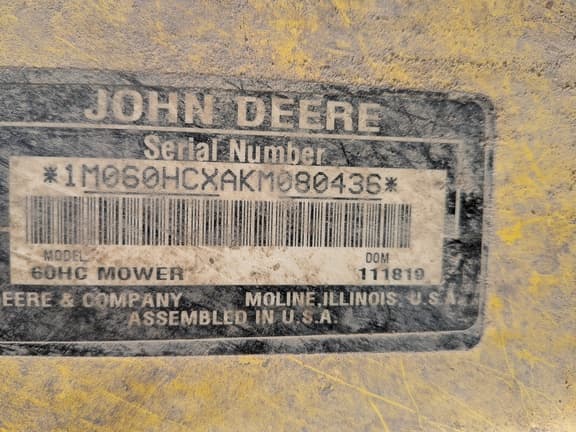 JOHN DEERE
Serial Number
*1M060HCXAKM080436*
MODEL DOM
60HC MOWER 111819
EERE & COMPANY MOLINE, ILLINOIS U.S.A.
ASSEMBLED IN U.S.A.